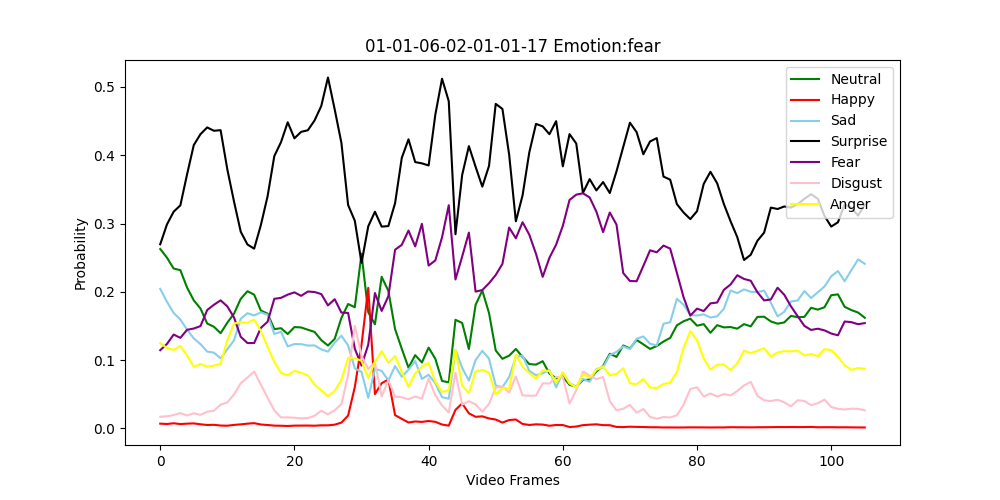 01-01-06-02-01-01-17 Emotion:fear
Probability
0.5
0.4
0.3
0.2
0.1
0.0
0 20 40 60 80 100
Video Frames
Neutral
Happy
Sad
Surprise
Fear
Disgust
Anger